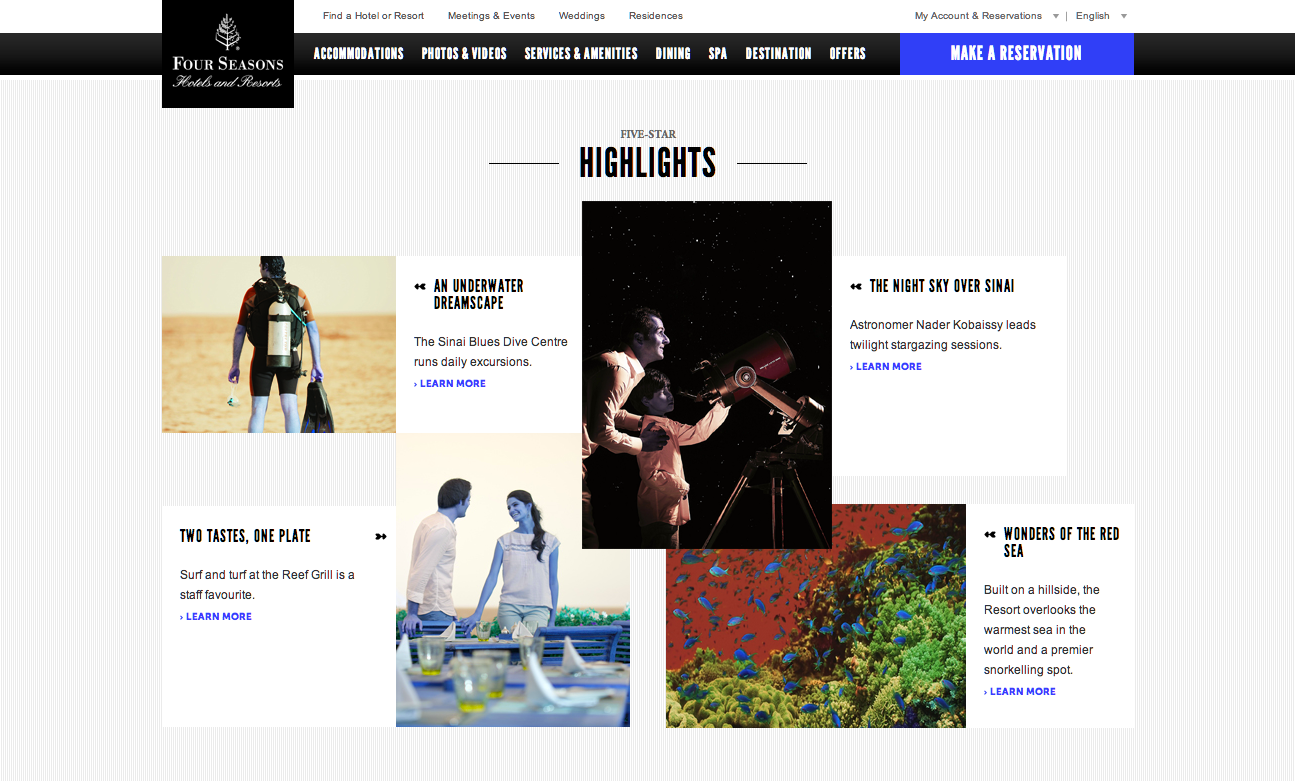 Find a Hotel or Resort Meetings & Events Weddings Residences My Account & Reservations | English
FOUR SEASONS
Hotels and Resorts
ACCOMMODATIONS PHOTOS & VIDEOS SERVICES & AMENITIES DINING SPA DESTINATION OFFERS MAKE A RESERVATION
FIVE-STAR
HIGHLIGHTS
AN UNDERWATER
DREAMSCAPE
The Sinai Blues Dive Centre
runs daily excursions.
› LEARN MORE
THE NIGHT SKY OVER SINAI
Astronomer Nader Kobaissy leads
twilight stargazing sessions.
› LEARN MORE
TWO TASTES, ONE PLATE
Surf and turf at the Reef Grill is a
staff favourite.
› LEARN MORE
WONDERS OF THE RED
SEA
Built on a hillside, the
Resort overlooks the
warmest sea in the
world and a premier
snorkelling spot.
› LEARN MORE